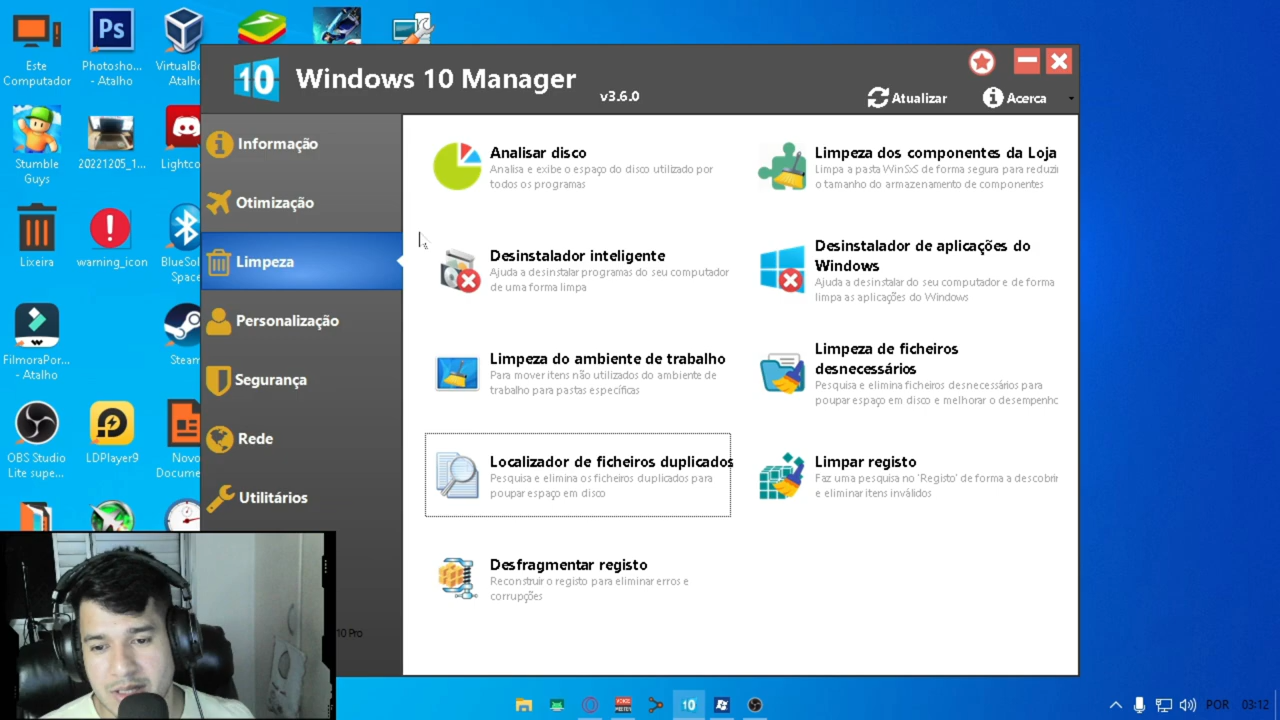 Este
Computador
Photosho...
- Atalho
VirtualBo
Atalh
Stumble
Guys
20221205_1...
Lightco
Lixeira
warning_icon
BlueSol
Space
FilmoraPor...
- Atalho
Steam
OBS Studio
Lite supe...
LDPlayer9
Novo
Docume
10
Windows 10 Manager
v3.6.0
Atualizar
Acerca
Informação
Otimização
Limpeza
Personalização
Segurança
Rede
Utilitários
10 Pro
Analisar disco
Analisa e exibe o espaço do disco utilizado por
todos os programas
Limpeza dos componentes da Loja
Limpa a pasta WinSxS de forma segura para reduzi
o tamanho do armazenamento de componentes
Desinstalador inteligente
Ajuda a desinstalar programas do seu computador
de uma forma limpa
Desinstalador de aplicações do
Windows
Ajuda a desinstalar do seu computador e de forma
limpa as aplicações do Windows
Limpeza do ambiente de trabalho
Para mover itens não utilizados do ambiente de
trabalho para pastas específicas
Limpeza de ficheiros
desnecessários
Pesquisa e elimina ficheiros desnecessários para
poupar espaço em disco e melhorar o desempenho
Localizador de ficheiros duplicados
Pesquisa e elimina os ficheiros duplicados para
poupar espaço em disco
Limpar registo
Faz uma pesquisa no 'Registo' de forma a descobrir
e eliminar itens inválidos
Desfragmentar registo
Reconstruir o registo para eliminar erros e
corrupções
10
POR
03:12